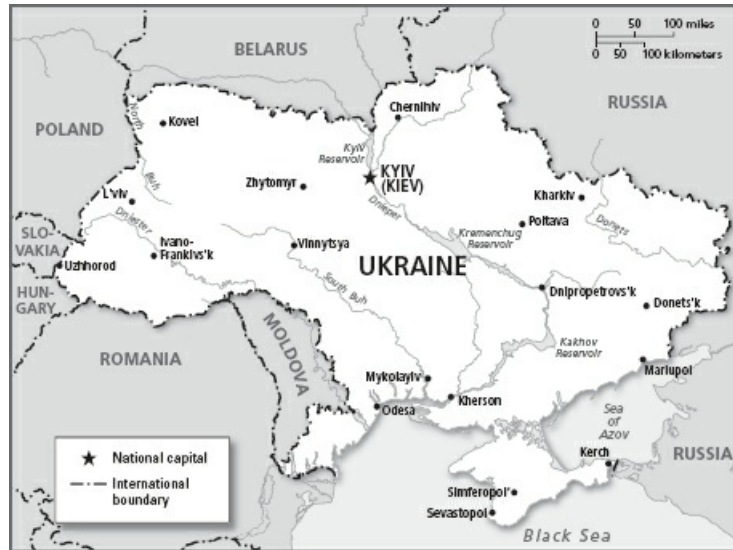 0 50 100 miles
0 50 100 kilometers
BELARUS
RUSSIA
POLAND
Chernihiv
Kovel
North
Buh
Kyiv
Reservoir
KYIV
(KIEV)
Zhytomyr
L'viv
Dniester
Dnieper
Kharkiv
Poltava
Donets
Kremenchug
Reservoir
SLO-
VAKIA
Ivano-
Frankivs'k
Vinnytsya
Uzhhorod
UKRAINE
HUN-
GARY
South Buh
Dnipropetrovs'k
Donets'k
MOLDOVA
ROMANIA
Kakhov
Reservoir
Mariupol
Mykolayiv
Kherson
Odesa
Sea
of
Azov
Kerch
RUSSIA
National capital
International
boundary
Simferopol'
Sevastopol
Black Sea